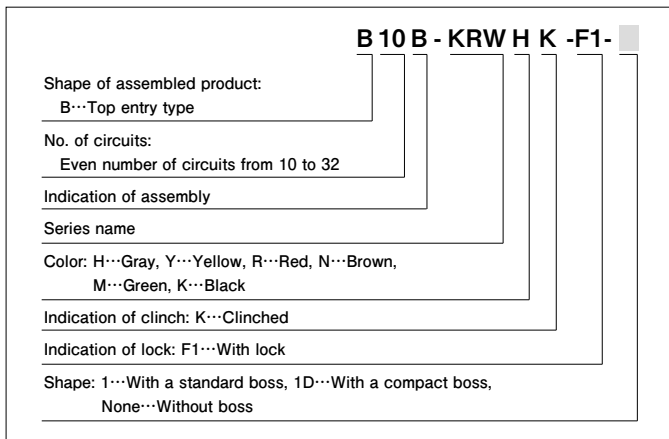 B 10 B - KRW H K -F1-
Shape of assembled product:
B⋯Top entry type
No. of circuits:
Even number of circuits from 10 to 32
Indication of assembly
Series name
Color: H⋯Gray, Y⋯Yellow, R⋯Red, N⋯Brown,
M⋯Green, K⋯Black
Indication of clinch: K⋯Clinched
Indication of lock: F1⋯With lock
Shape: 1⋯With a standard boss, 1D⋯With a compact boss,
None⋯Without boss